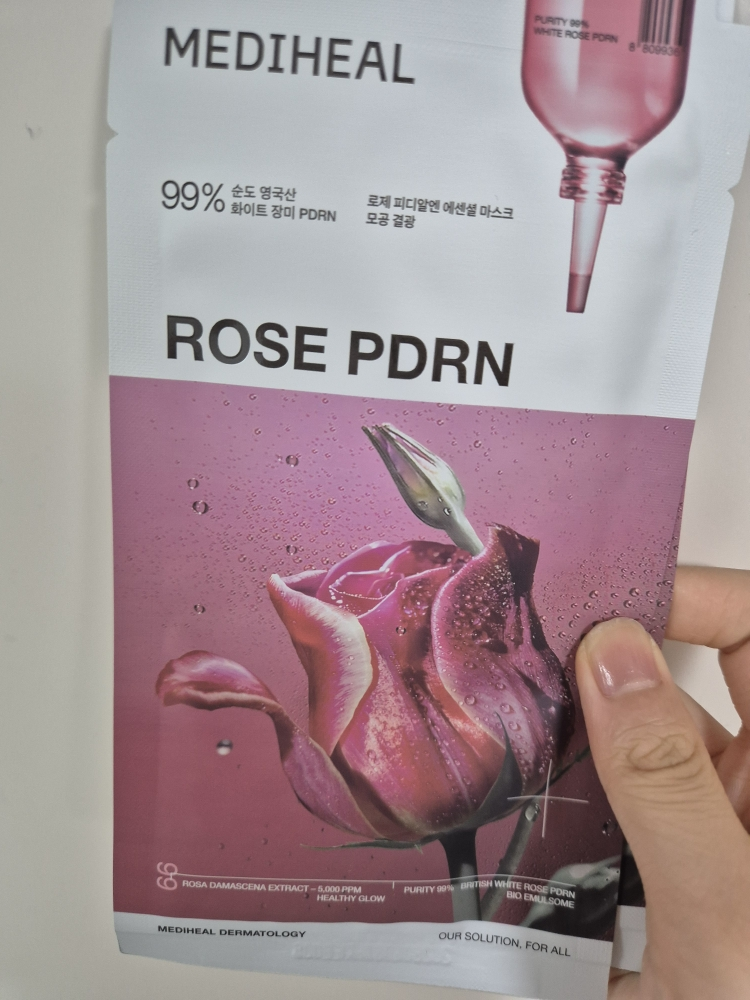 MEDIHEAL
PURITY 99%
WHITE ROSE PDRN
99%
순도 영국산
화이트 장미 PDRN
로제 피디알엔 에센셜 마스크
모공 결광
ROSE PDRN
99
ROSA DAMASCENA EXTRACT – 5,000 PPM
HEALTHY GLOW
PURITY 99% BRITISH WHITE ROSE PDRN
BIO EMULSOME
MEDIHEAL DERMATOLOGY
OUR SOLUTION, FOR ALL